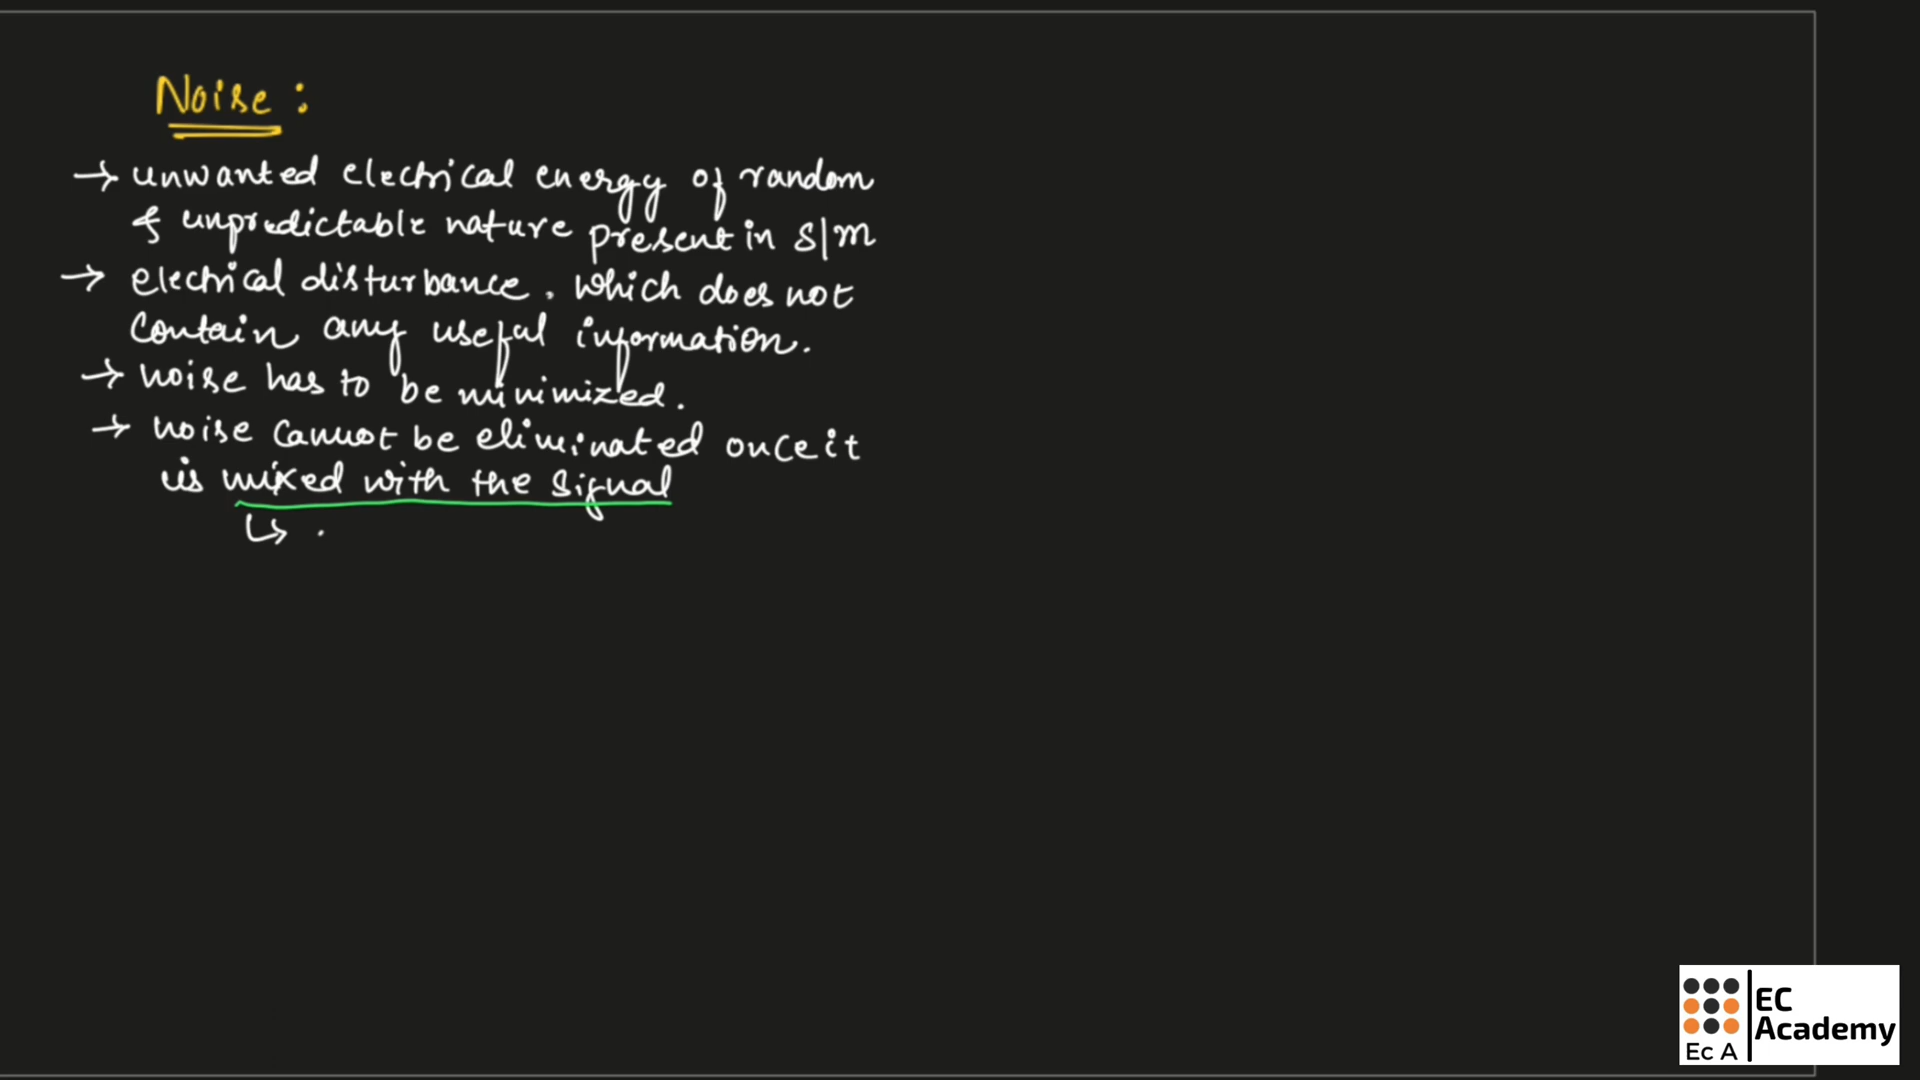 Noise :
→ unwanted electrical energy of random
& unpredictable nature present in s/m
→ electrical disturbance. which does not
contain any useful information.
→ noise has to be minimized.
→ noise cannot be eliminated once it
is mixed with the signal
↳ .
EC
Academy
Ec A